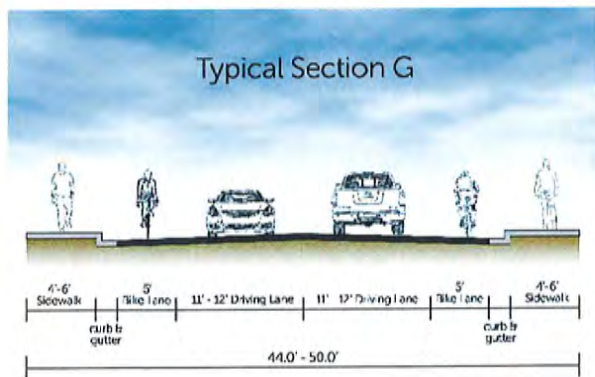 Typical Section G
4'-6'
Sidewalk
curb &
gutter
5'
Bike Lane
11' - 12' Driving Lane
11' 12' Driving Lane
5'
Bike Lane
curb &
gutter
4'-6'
Sidewalk
44.0' - 50.0'